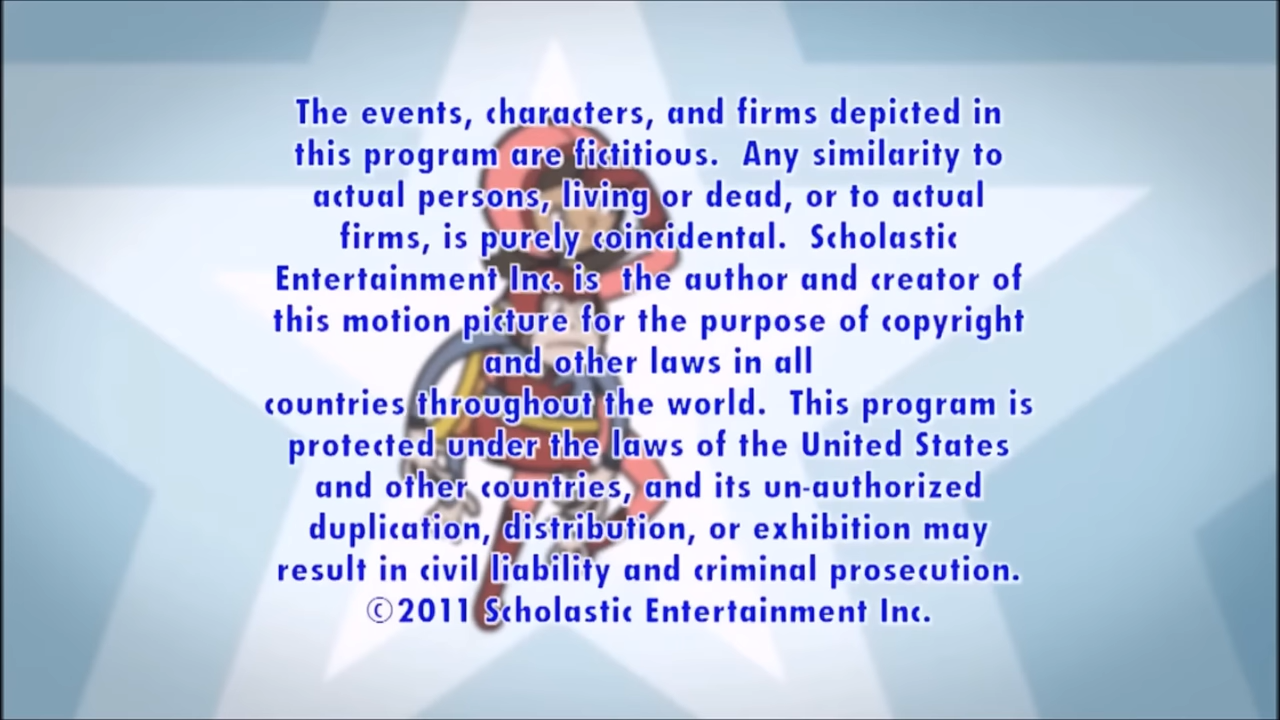 The events, characters, and firms depicted in
this program are fictitious.  Any similarity to
actual persons, living or dead, or to actual
firms, is purely coincidental.  Scholastic
Entertainment Inc. is  the author and creator of
this motion picture for the purpose of copyright
and other laws in all
countries throughout the world.  This program is
protected under the laws of the United States
and other countries, and its un-authorized
duplication, distribution, or exhibition may
result in civil liability and criminal prosecution.
©2011 Scholastic Entertainment Inc.